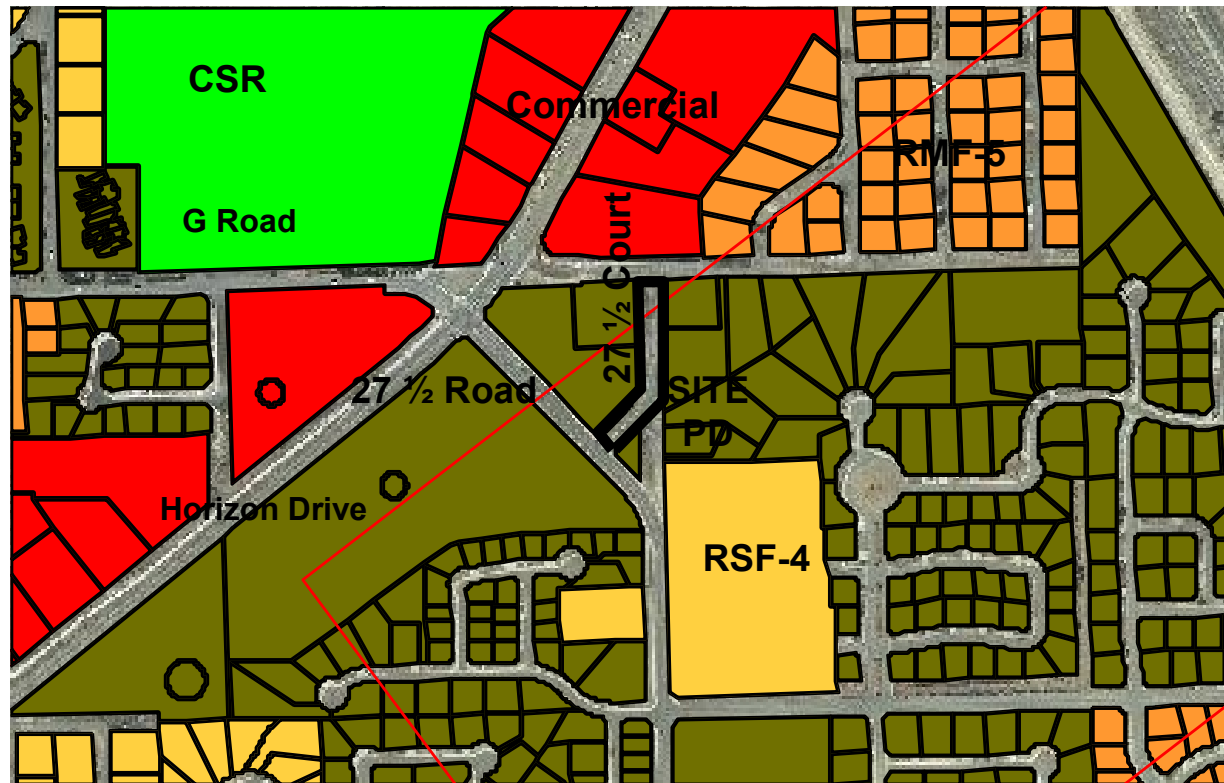 CSR
Commercial
RMF-5
G Road
27 ½ Court
27 ½ Road
SITE
PD
Horizon Drive
RSF-4